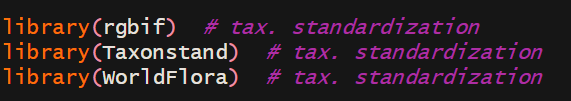 library(rgbif)  # tax. standardization
library(Taxonstand)  # tax. standardization
library(WorldFlora)  # tax. standardization